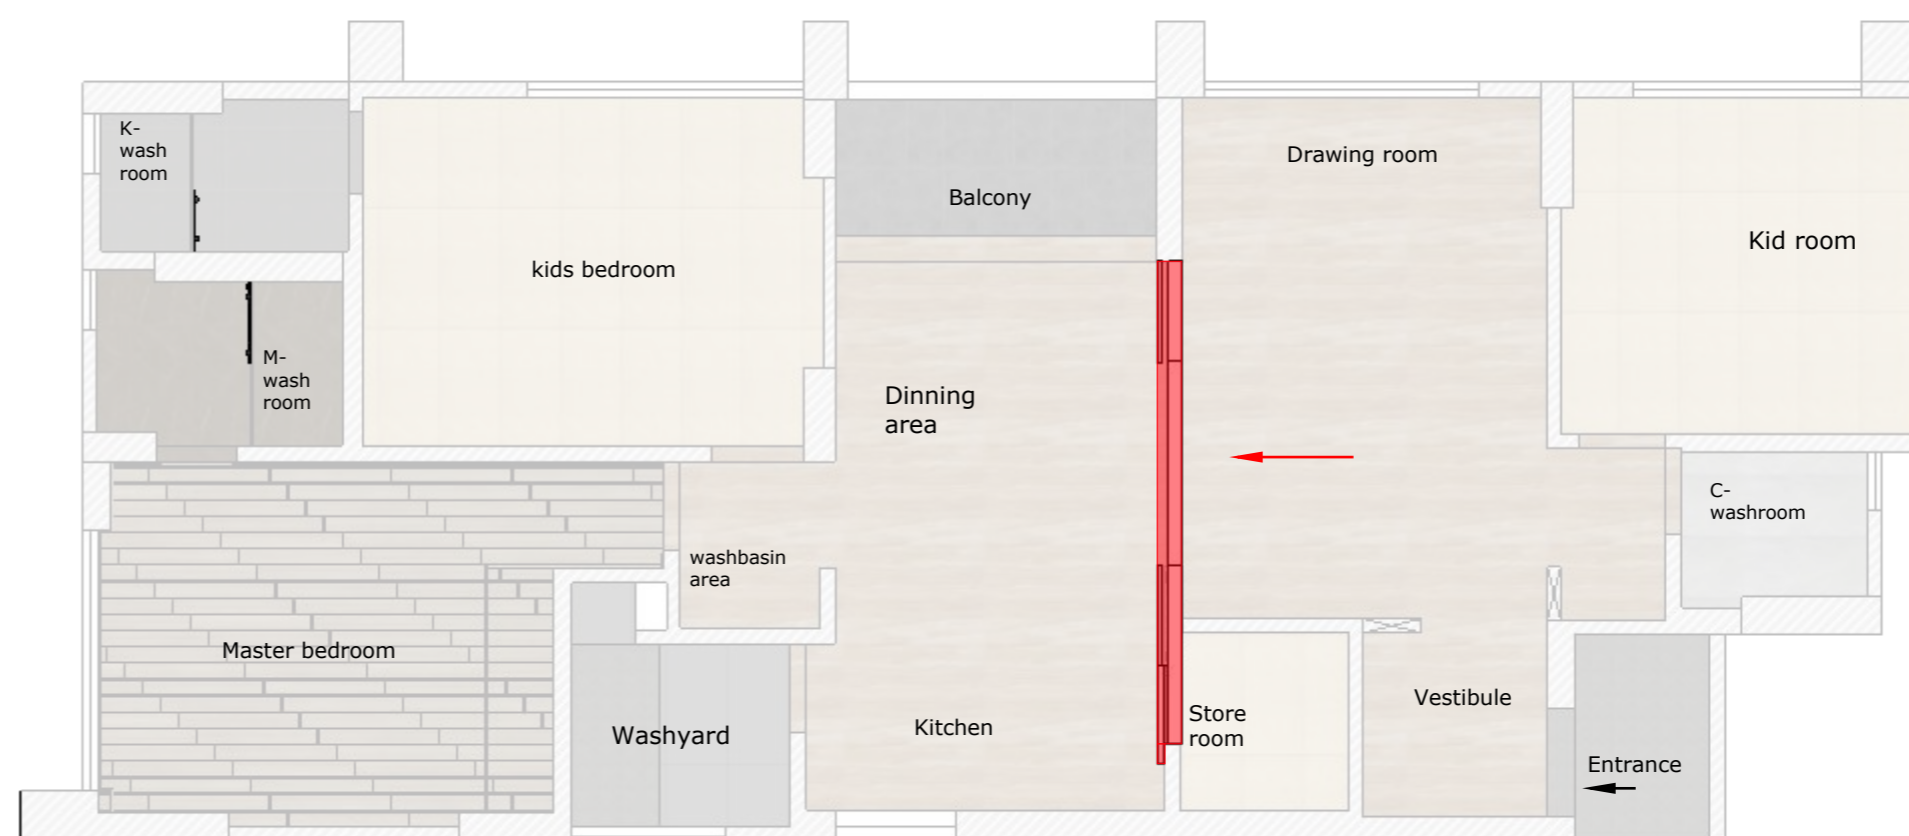 K-
wash
room
Drawing room
Balcony
Kid room
kids bedroom
M-
wash
room
Dinning
area
C-
washroom
washbasin
area
Master bedroom
Vestibule
Store
room
Kitchen
Washyard
Entrance